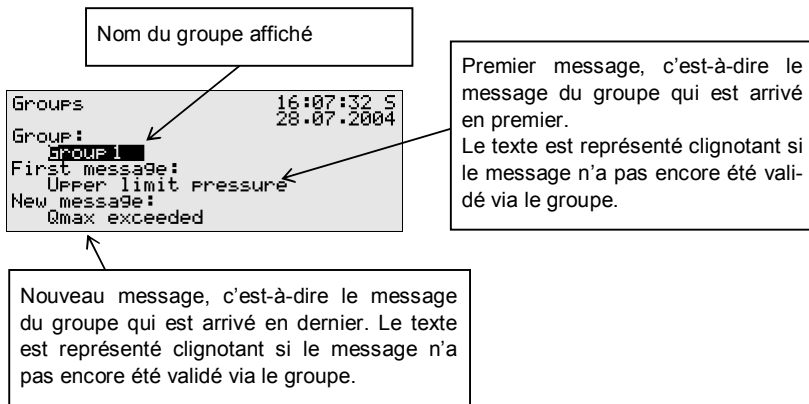 Nom du groupe affiché
Premier message, c'est-à-dire le
message du groupe qui est arrivé
en premier.
Le texte est représenté clignotant si
le message n'a pas encore été vali-
dé via le groupe.
Groups 16:07:32 S
28.07.2004
Group:
Group 1
First message:
Upper limit pressure
New message:
Qmax exceeded
Nouveau message, c'est-à-dire le message
du groupe qui est arrivé en dernier. Le texte
est représenté clignotant si le message n'a
pas encore été validé via le groupe.